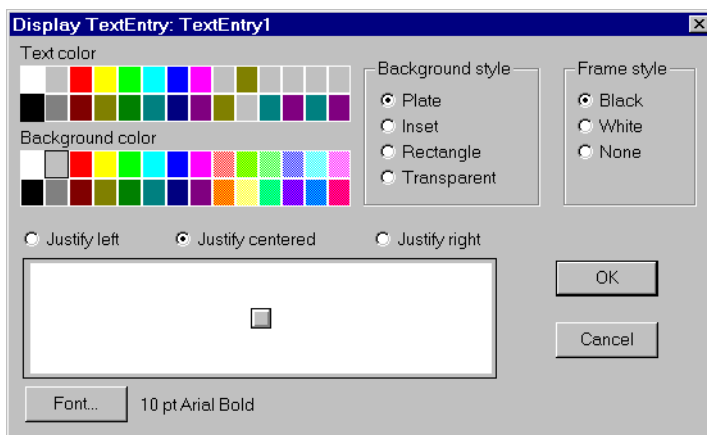 Display TextEntry: TextEntry1
Text color
Background color
Background style
Plate
Inset
Rectangle
Transparent
Frame style
Black
White
None
Justify left
Justify centered
Justify right
OK
Cancel
Font...
10 pt Arial Bold